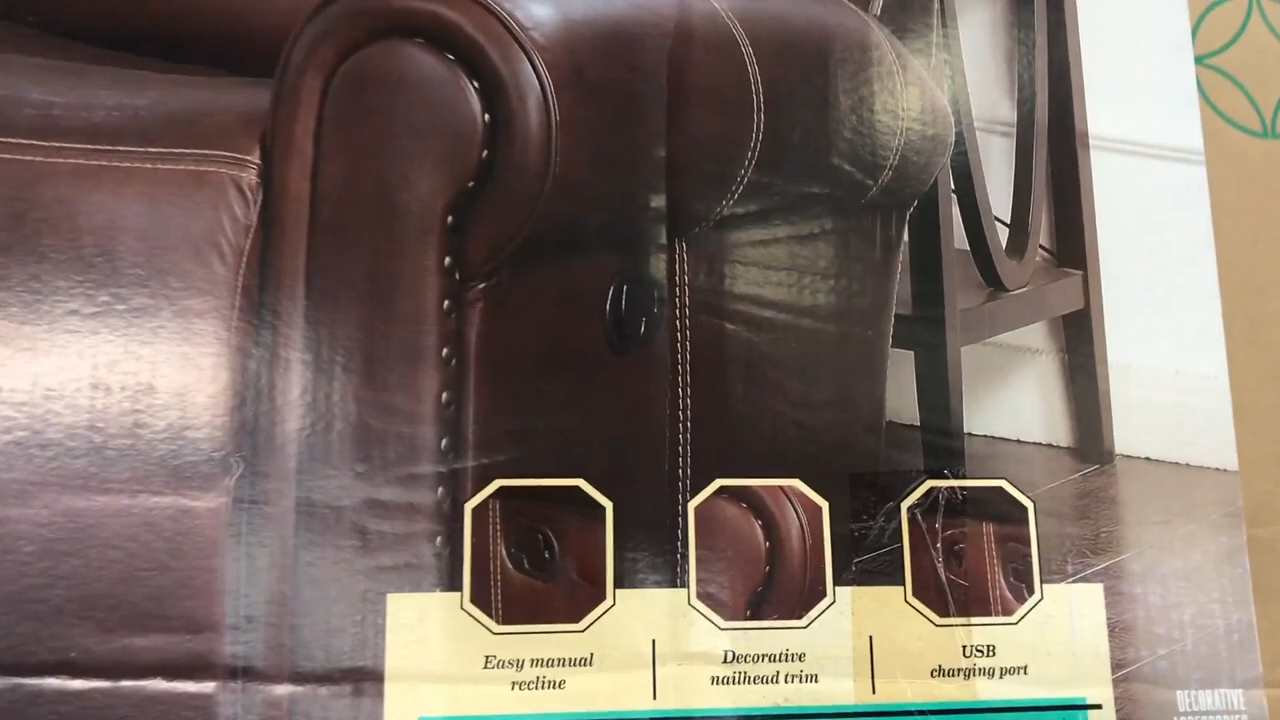 Easy manual
recline
Decorative
nailhead trim
USB
charging port
DECORATIVE